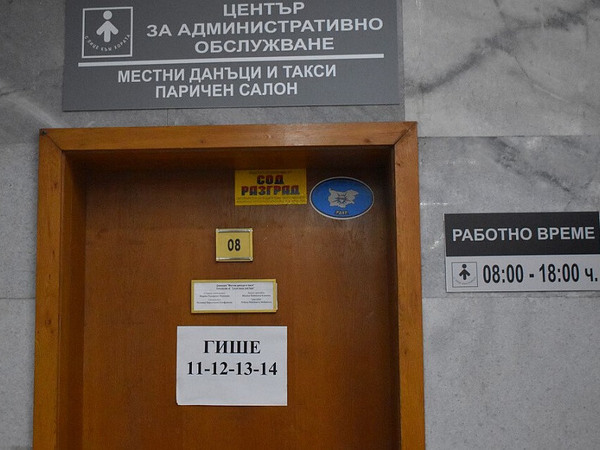 ЦЕНТЪР
ЗА АДМИНИСТРАТИВНО
ОБСЛУЖВАНЕ
МЕСТНИ ДАНЪЦИ И ТАКСИ
ПАРИЧЕН САЛОН
СОД
РАЗГРАД
08
ГИШЕ
11-12-13-14
РАБОТНО ВРЕМЕ
08:00 - 18:00 ч.